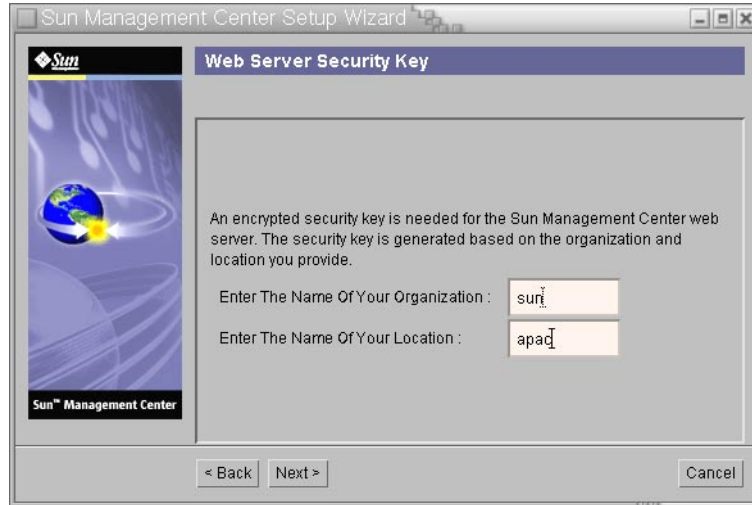 Sun Management Center Setup Wizard
Sun
Web Server Security Key
An encrypted security key is needed for the Sun Management Center web
server. The security key is generated based on the organization and
location you provide.
Enter The Name Of Your Organization :
sun
Enter The Name Of Your Location :
apac
Sun™ Management Center
< Back
Next >
Cancel